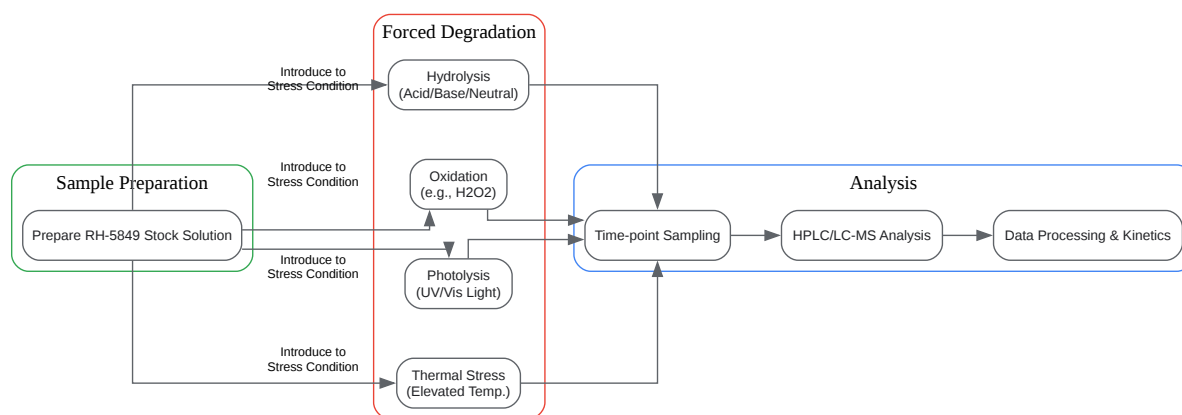 Forced Degradation
Introduce to
Stress Condition
Hydrolysis
(Acid/Base/Neutral)
Introduce to
Stress Condition
Oxidation
(e.g., H2O2)
Sample Preparation
Analysis
Prepare RH-5849 Stock Solution
Time-point Sampling
HPLC/LC-MS Analysis
Data Processing & Kinetics
Introduce to
Stress Condition
Photolysis
(UV/Vis Light)
Introduce to
Stress Condition
Thermal Stress
(Elevated Temp.)